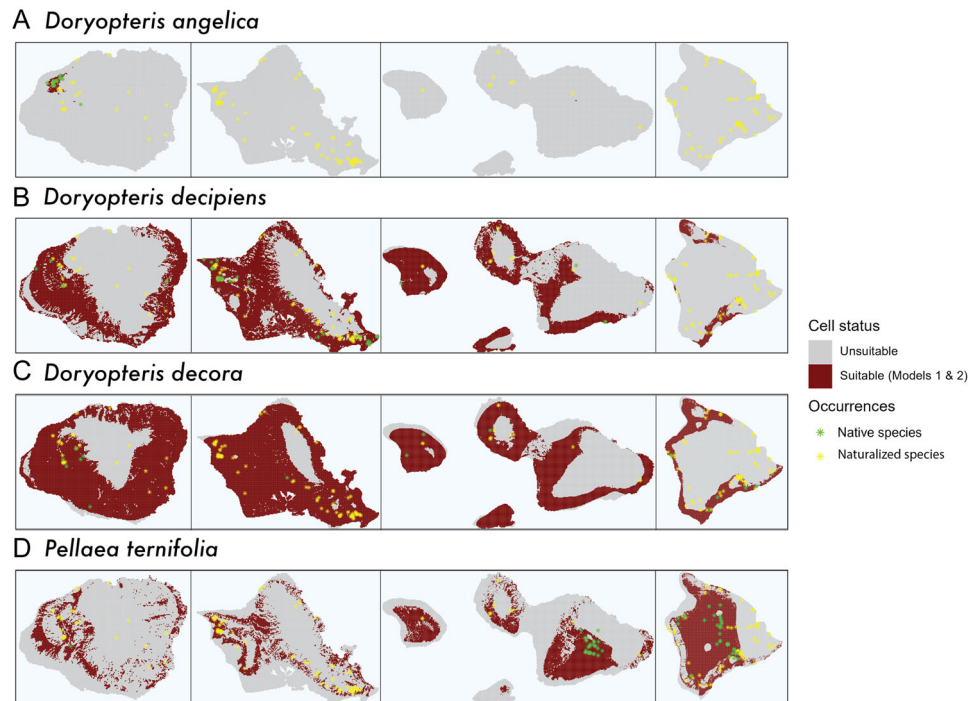 A Doryopteris angelica
B Doryopteris decipiens
C Doryopteris decora
D Pellaea ternifolia
Cell status
Unsuitable
Suitable (Models 1 & 2)
Occurrences
Native species
Naturalized species